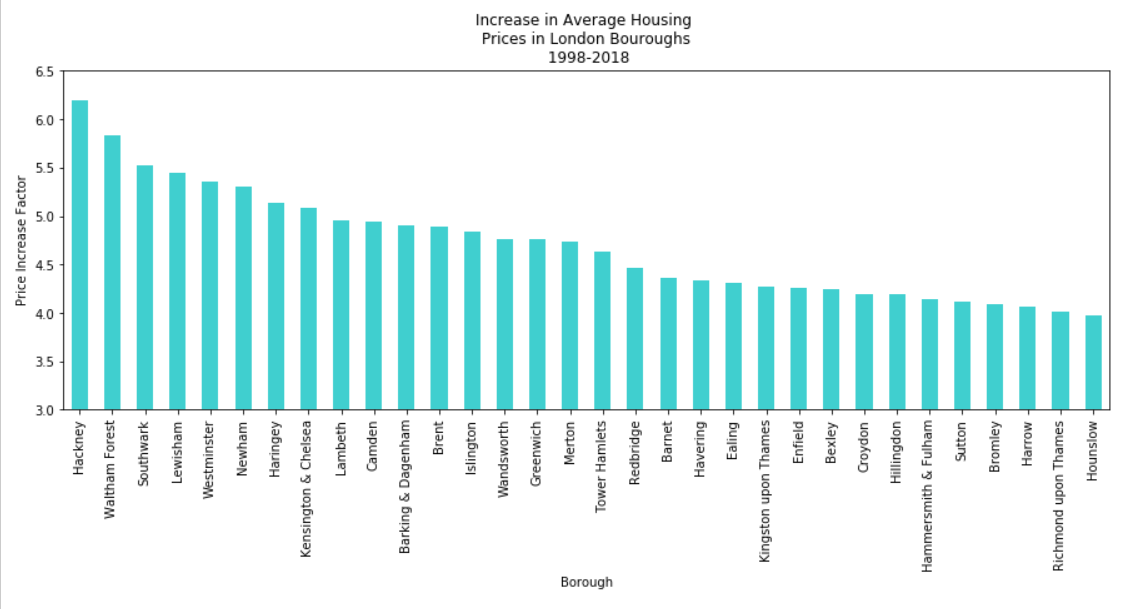 Increase in Average Housing
Prices in London Bouroughs
1998-2018
Price Increase Factor
6.5
6.0
5.5
5.0
4.5
4.0
3.5
3.0
Hackney
Waltham Forest
Southwark
Lewisham
Westminster
Newham
Haringey
Kensington & Chelsea
Lambeth
Camden
Barking & Dagenham
Brent
Islington
Wandsworth
Greenwich
Merton
Tower Hamlets
Redbridge
Barnet
Havering
Ealing
Kingston upon Thames
Enfield
Bexley
Croydon
Hillingdon
Hammersmith & Fulham
Sutton
Bromley
Harrow
Richmond upon Thames
Hounslow
Borough